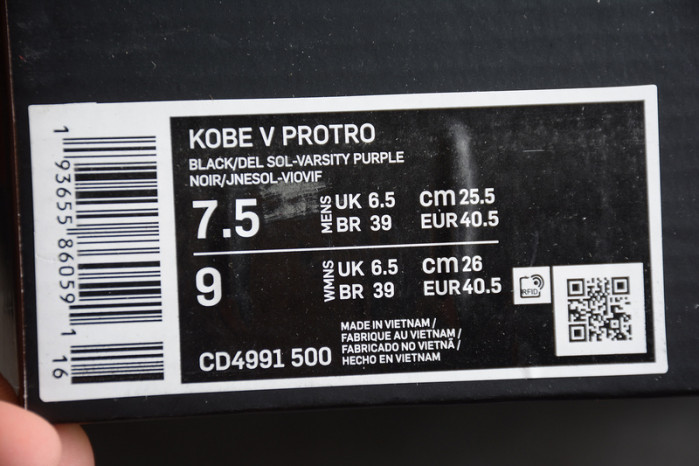 KOBE V PROTRO
BLACK/DEL SOL-VARSITY PURPLE
NOIR/JNESOL-VIOVIF
7.5 MENS UK 6.5 cm 25.5
BR 39 EUR 40.5
9 WMNS UK 6.5 cm 26
BR 39 EUR 40.5
RFID
CD4991 500
MADE IN VIETNAM /
FABRIQUE AU VIETNAM /
FABRICADO NO VIETNÃ /
HECHO EN VIETNAM
1 93655 86059 1 16